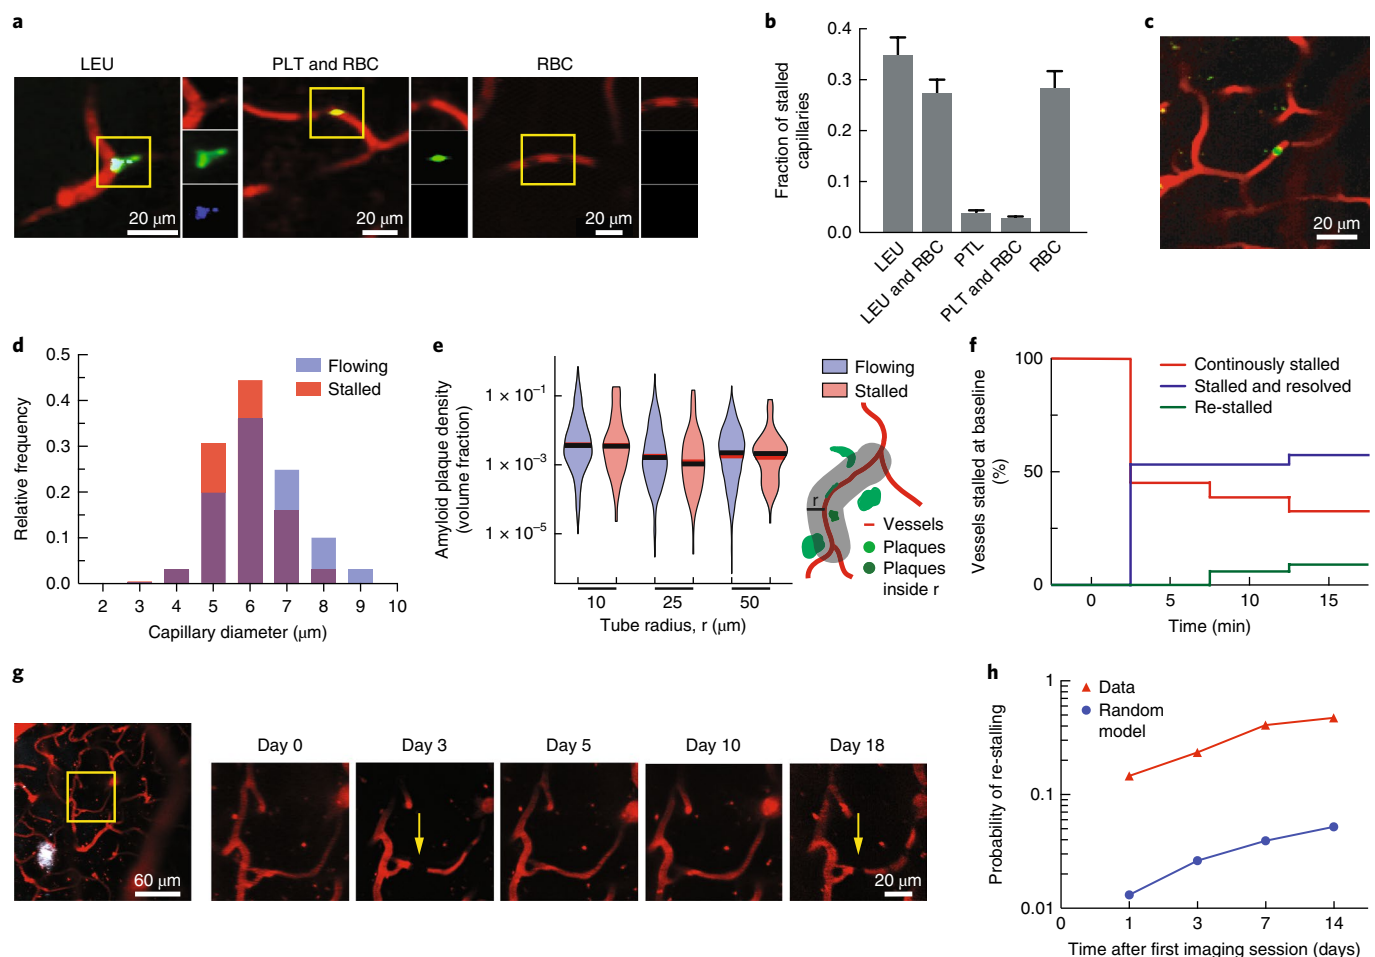 a
LEU
PLT and RBC
RBC
20 μm
20 μm
20 μm
b
Fraction of stalled
capillaries
0.4
0.3
0.2
0.1
0.0
LEU
LEU and RBC
PTL
PLT and RBC
RBC
c
20 μm
d
Relative frequency
0.5
0.4
0.3
0.2
0.1
0.0
2 3 4 5 6 7 8 9 10
Capillary diameter (μm)
Flowing
Stalled
e
Amyloid plaque density
(volume fraction)
1 × 10⁻¹
1 × 10⁻³
1 × 10⁻⁵
10 25 50
Tube radius, r (μm)
Flowing
Stalled
r
Vessels
Plaques
Plaques
inside r
f
Vessels stalled at baseline
(%)
100
50
0
0 5 10 15
Time (min)
Continously stalled
Stalled and resolved
Re-stalled
g
60 μm
Day 0
Day 3
Day 5
Day 10
Day 18
20 μm
h
Probability of re-stalling
1
0.1
0.01
0 1 3 7 14
Time after first imaging session (days)
Data
Random
model